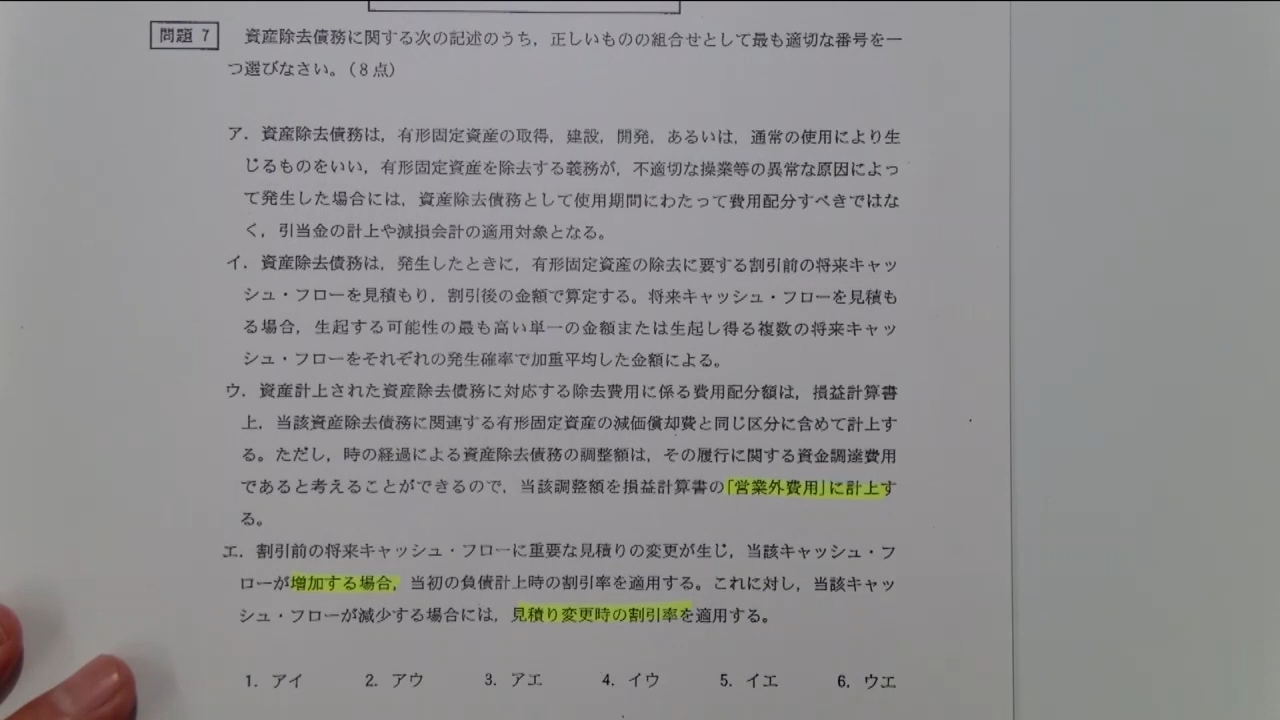 問題 7 資産除去債務に関する次の記述のうち，正しいものの組合せとして最も適切な番号を一
つ選びなさい。（８点）
ア．資産除去債務は，有形固定資産の取得，建設，開発，あるいは，通常の使用により生
じるものをいい，有形固定資産を除去する義務が，不適切な操業等の異常な原因によっ
て発生した場合には，資産除去債務として使用期間にわたって費用配分すべきではな
く，引当金の計上や減損会計の適用対象となる。
イ．資産除去債務は，発生したときに，有形固定資産の除去に要する割引前の将来キャッ
シュ・フローを見積もり，割引後の金額で算定する。将来キャッシュ・フローを見積も
る場合，生起する可能性の最も高い単一の金額または生起し得る複数の将来キャッ
シュ・フローをそれぞれの発生確率で加重平均した金額による。
ウ．資産計上された資産除去債務に対応する除去費用に係る費用配分額は，損益計算書
上，当該資産除去債務に関連する有形固定資産の減価償却費と同じ区分に含めて計上す
る。ただし，時の経過による資産除去債務の調整額は，その履行に関する資金調達費用
であると考えることができるので，当該調整額を損益計算書の「営業外費用」に計上す
る。
エ．割引前の将来キャッシュ・フローに重要な見積りの変更が生じ，当該キャッシュ・フ
ローが増加する場合，当初の負債計上時の割引率を適用する。これに対し，当該キャッ
シュ・フローが減少する場合には，見積り変更時の割引率を適用する。
1．アイ 2．アウ 3．アエ 4．イウ 5．イエ 6．ウエ